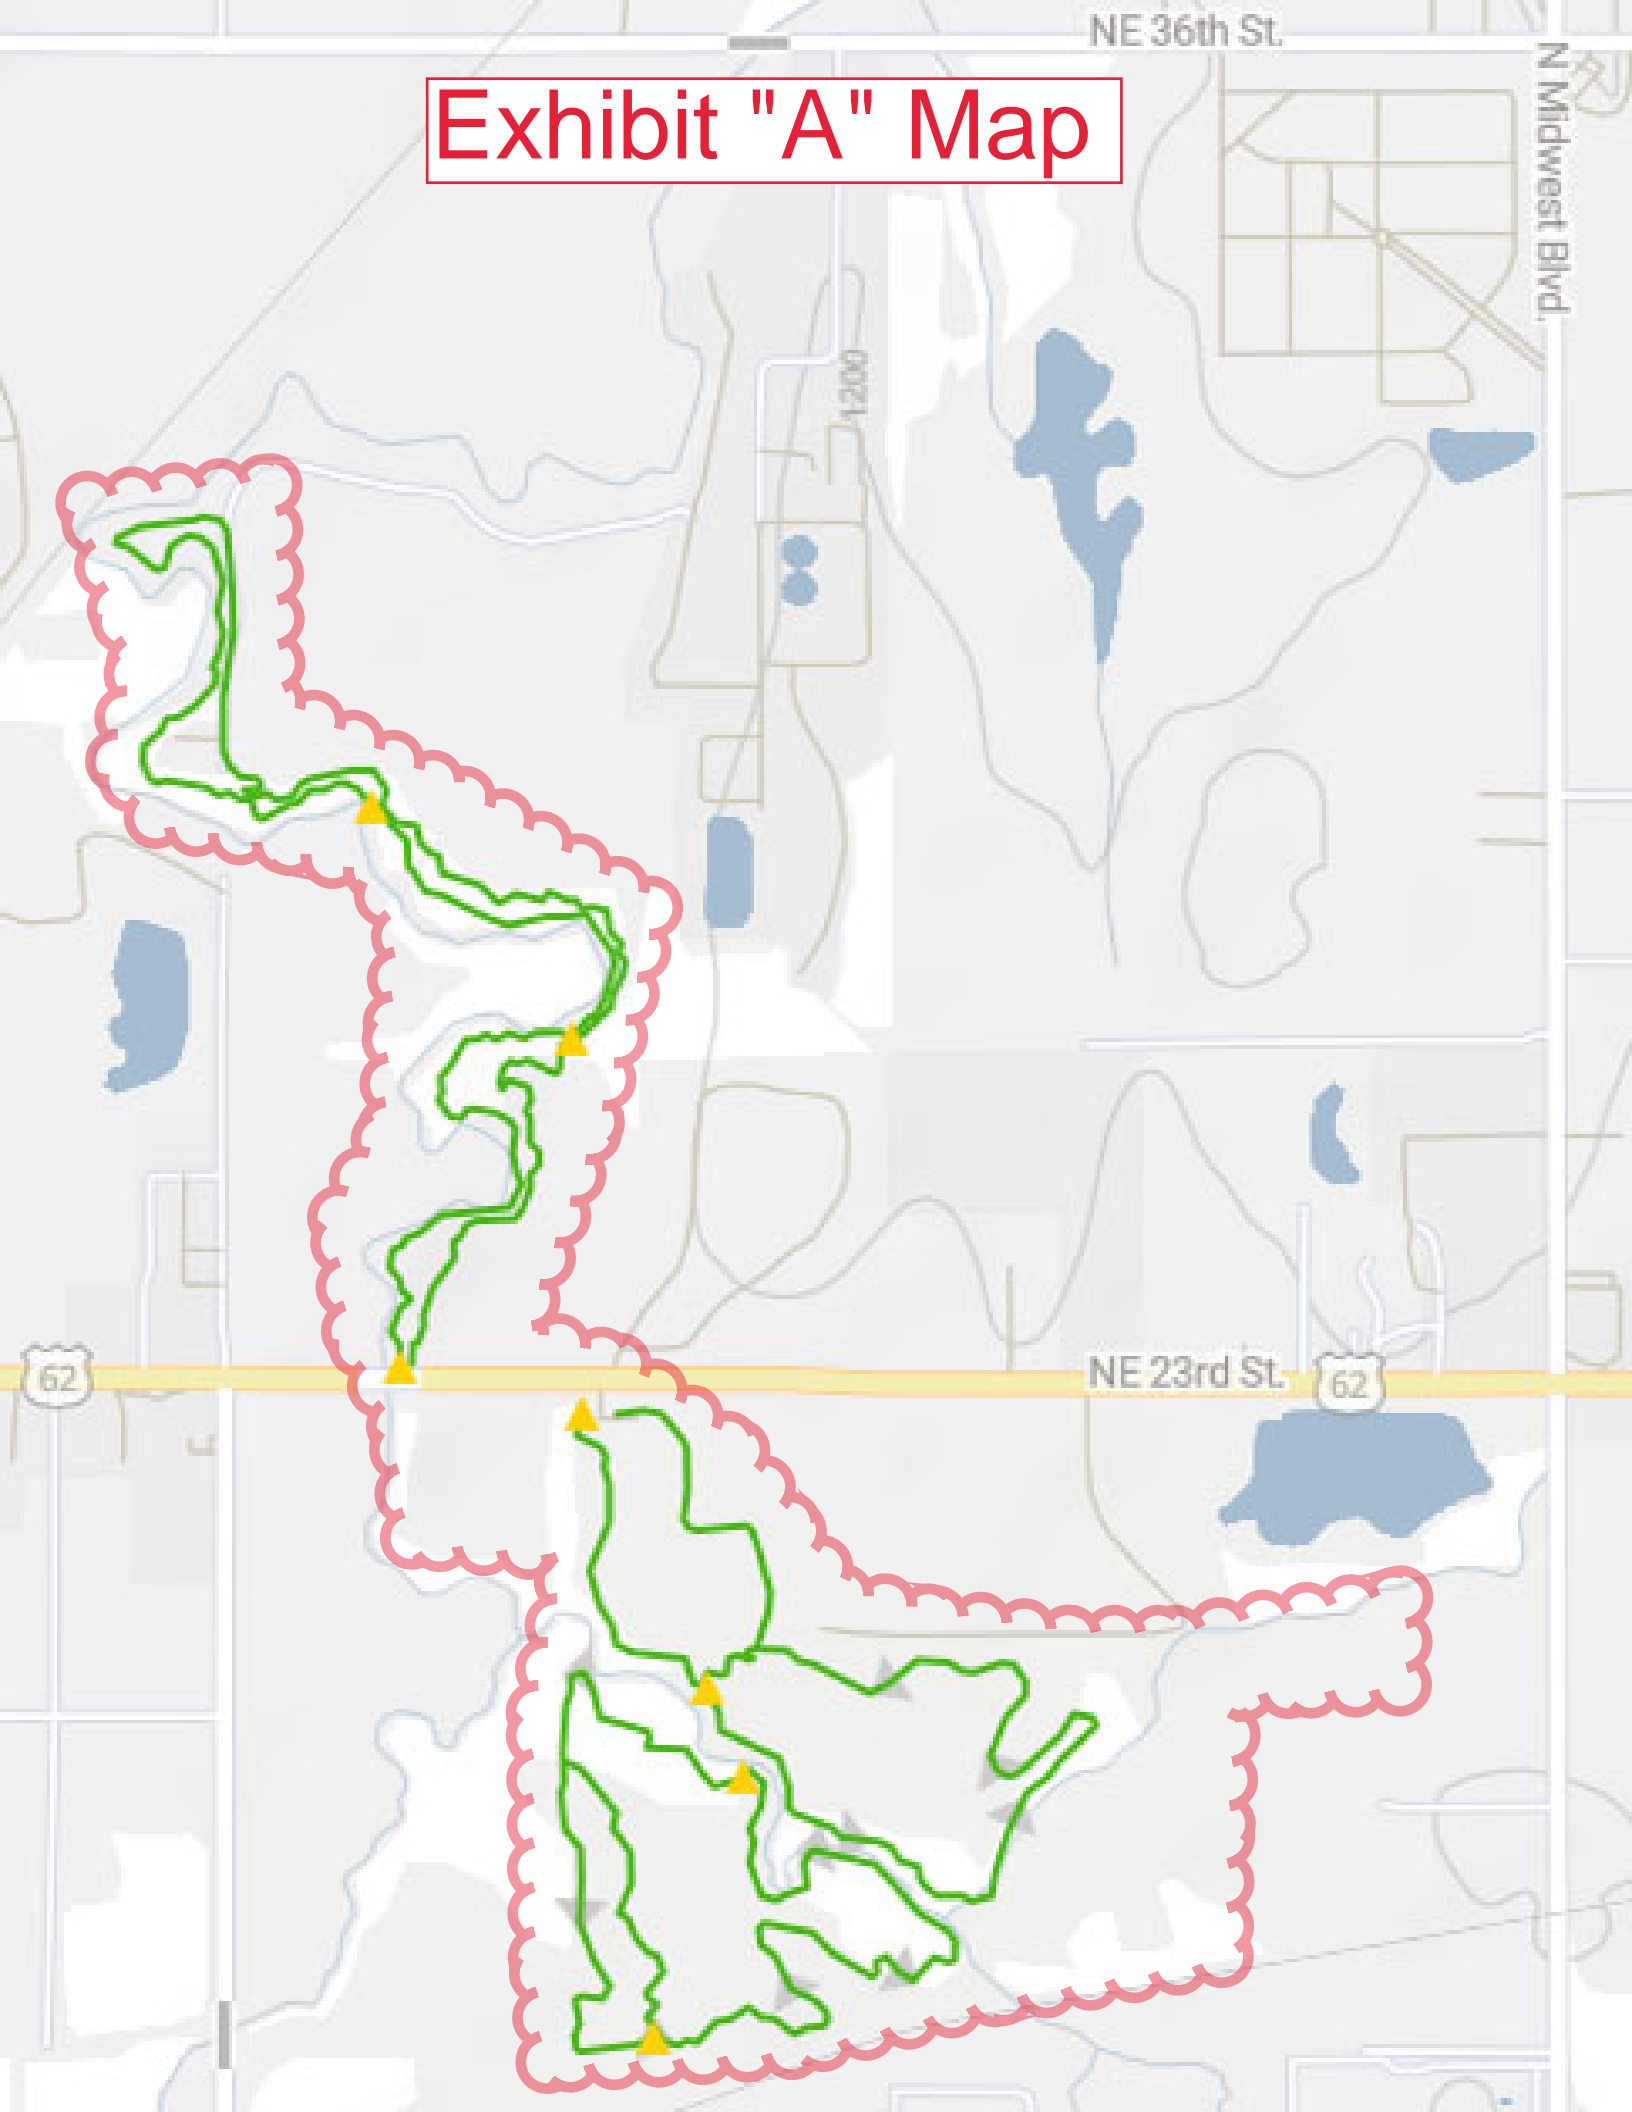 NE 36th St.
Exhibit "A" Map
N Midwest Blvd.
1200
62
NE 23rd St.
62